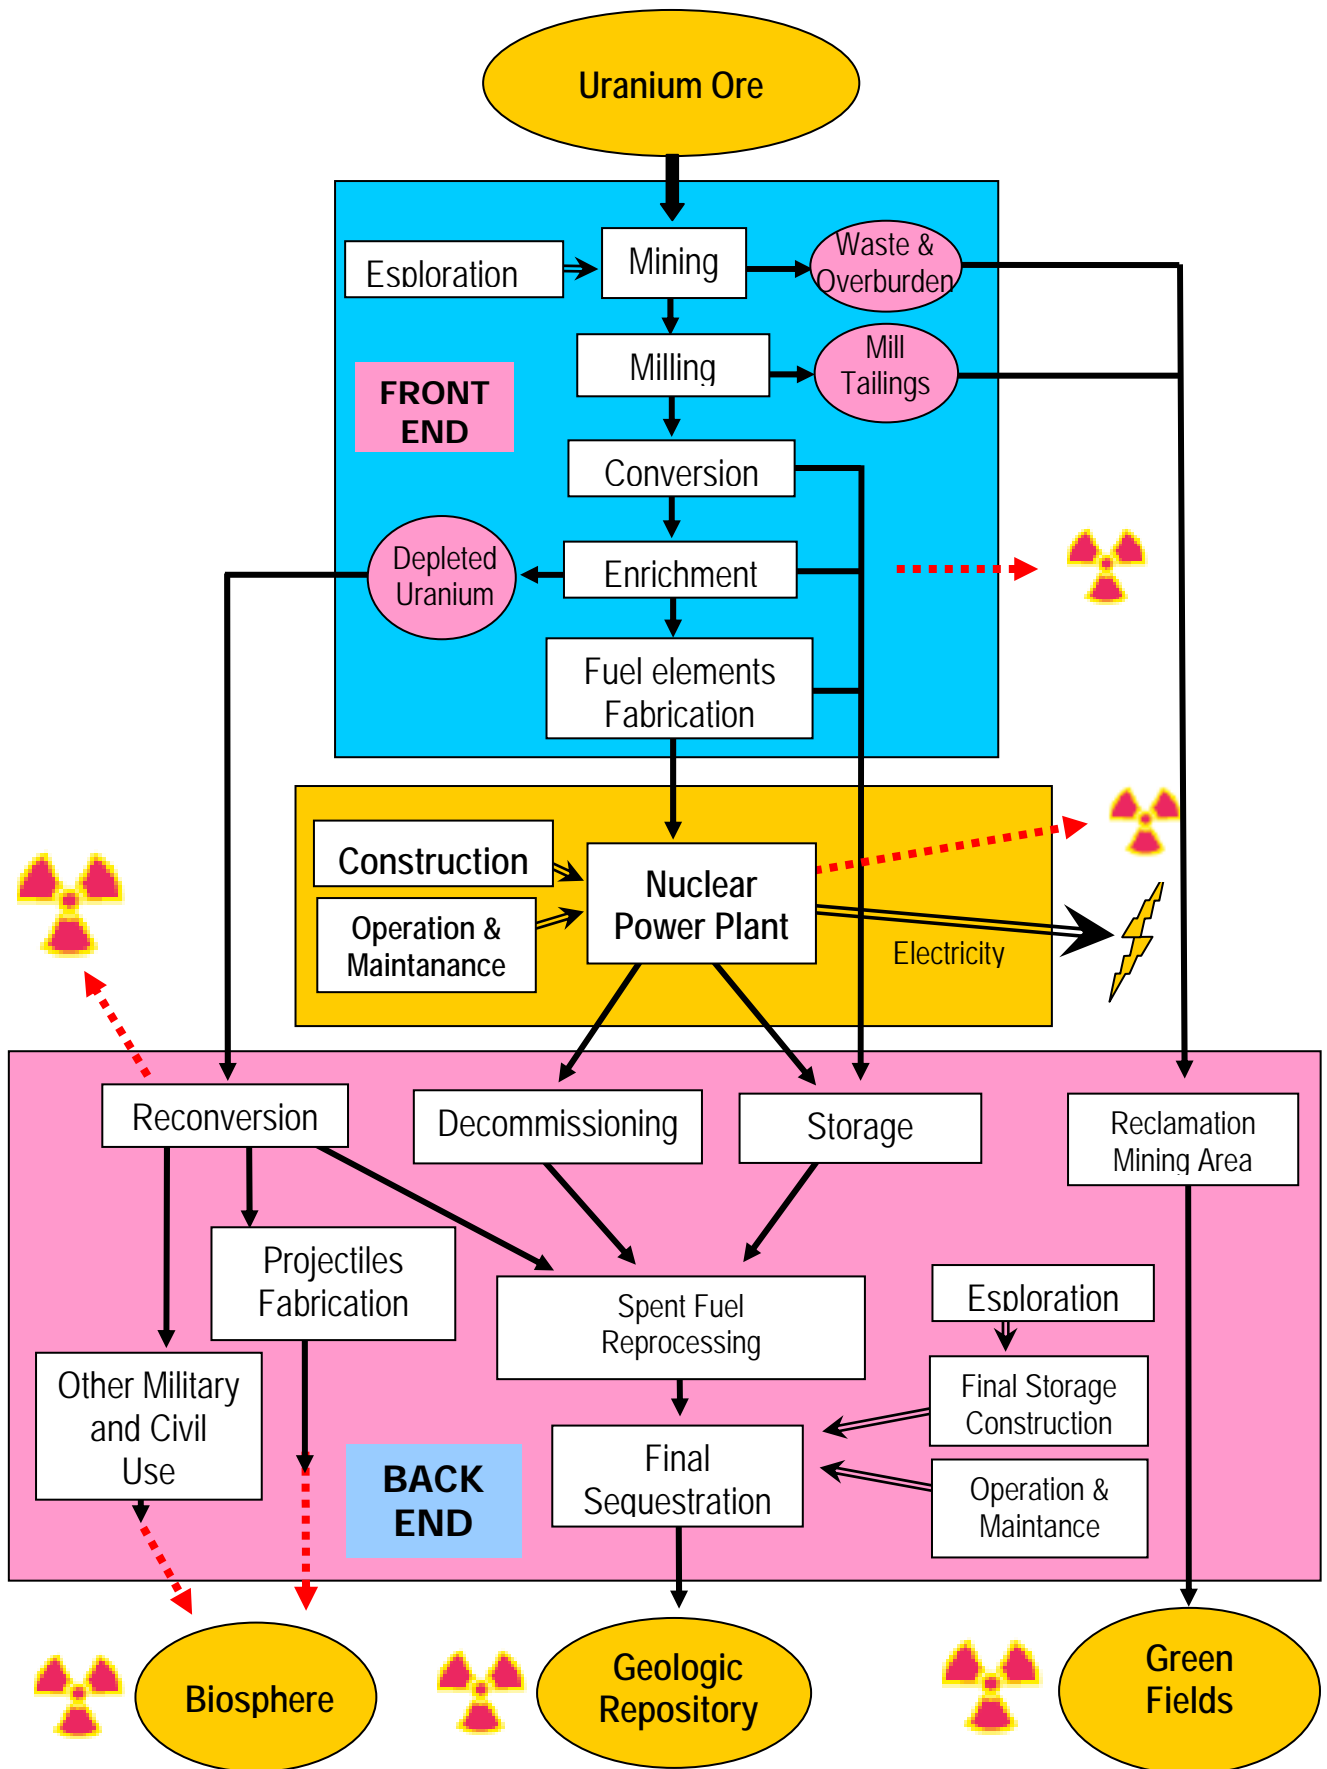 Uranium Ore
Esploration
Mining
Waste &
Overburden
Milling
Mill
Tailings
FRONT
END
Conversion
Depleted
Uranium
Enrichment
Fuel elements
Fabrication
Construction
Nuclear
Power Plant
Operation &
Maintanance
Electricity
Reconversion
Decommissioning
Storage
Reclamation
Mining Area
Projectiles
Fabrication
Spent Fuel
Reprocessing
Esploration
Other Military
and Civil
Use
Final Storage
Construction
BACK
END
Final
Sequestration
Operation &
Maintance
Biosphere
Geologic
Repository
Green
Fields